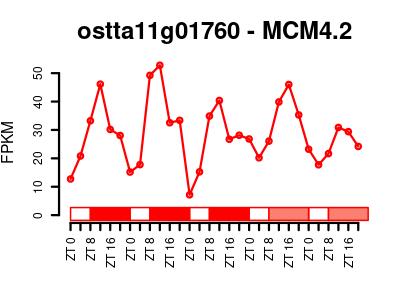 ostta11g01760 - MCM4.2
FPKM
50
40
30
20
10
0
ZT 0
ZT 8
ZT 16
ZT 0
ZT 8
ZT 16
ZT 0
ZT 8
ZT 16
ZT 0
ZT 8
ZT 16
ZT 0
ZT 8
ZT 16